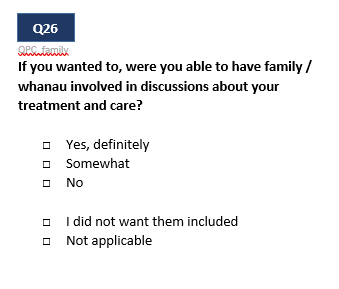 Q26
QPC_family
If you wanted to, were you able to have family /
whanau involved in discussions about your
treatment and care?
Yes, definitely
Somewhat
No
I did not want them included
Not applicable